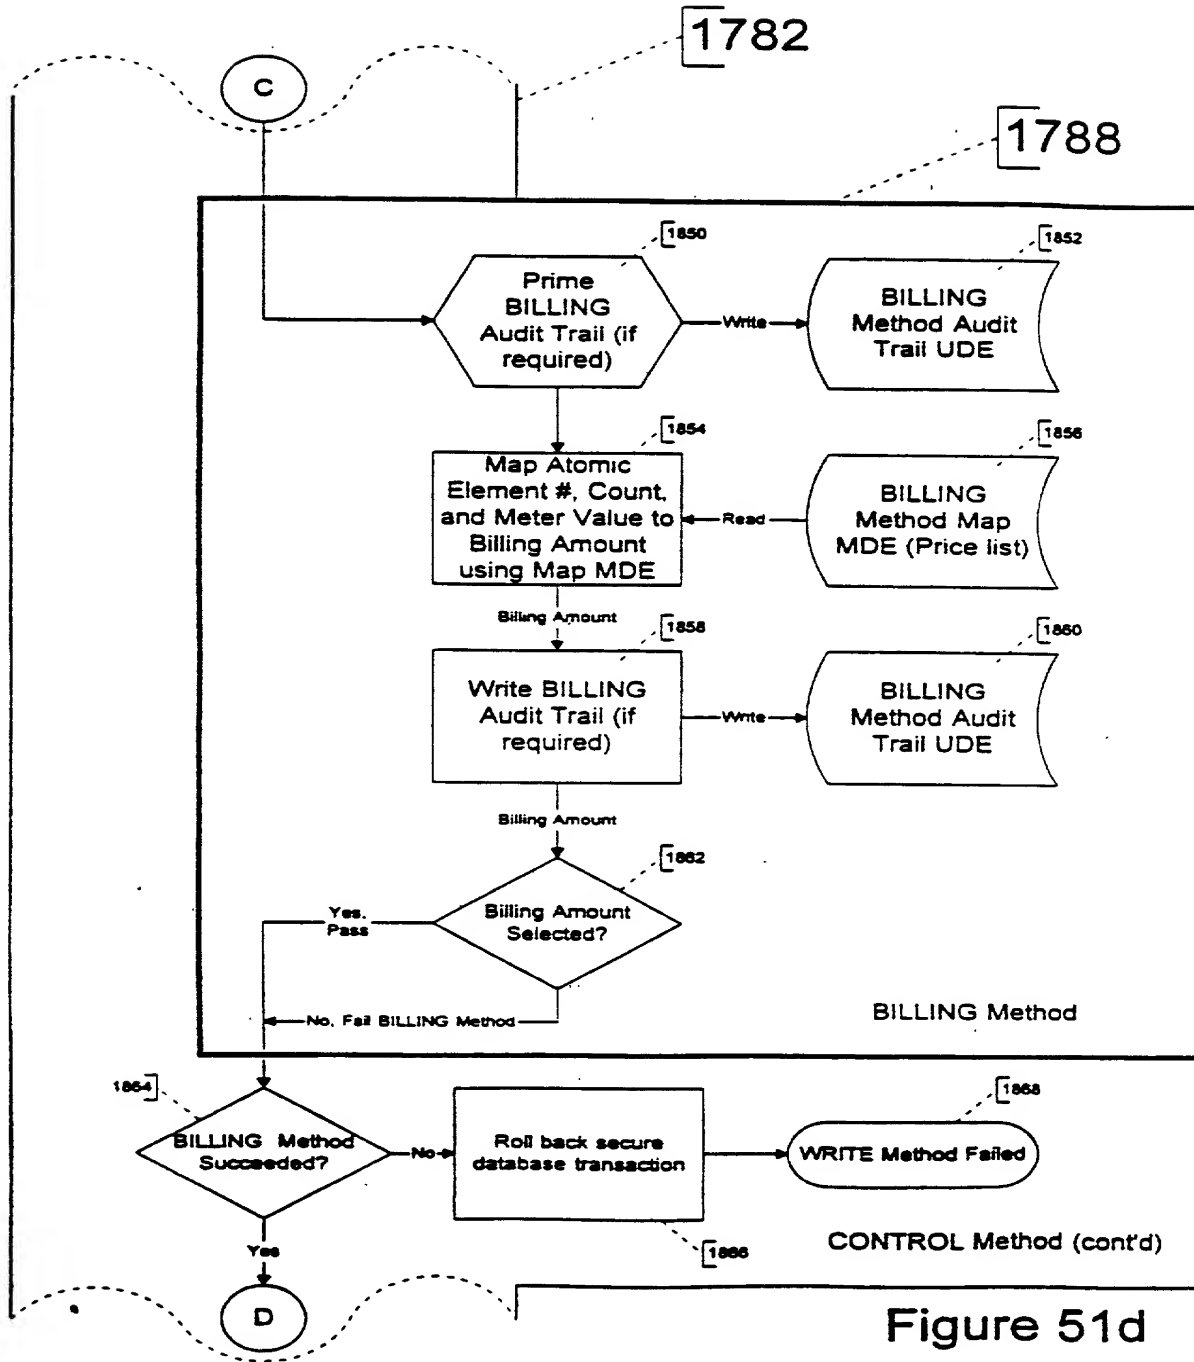 1782
C
1788
1850
Prime
BILLING
Audit Trail (if
required)
Write
1852
BILLING
Method Audit
Trail UDE
1854
Map Atomic
Element #, Count,
and Meter Value to
Billing Amount
using Map MDE
Read
1856
BILLING
Method Map
MDE (Price list)
Billing Amount
1858
Write BILLING
Audit Trail (if
required)
Write
1860
BILLING
Method Audit
Trail UDE
Billing Amount
1862
Billing Amount
Selected?
Yes,
Pass
No, Fail BILLING Method
BILLING Method
1864
BILLING Method
Succeeded?
No
Roll back secure
database transaction
1866
1868
WRITE Method Failed
Yes
CONTROL Method (cont'd)
D
Figure 51d